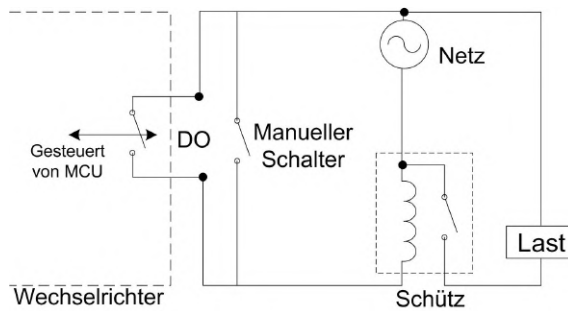 Netz
DO
Manueller
Schalter
Gesteuert
von MCU
Last
Wechselrichter
Schütz